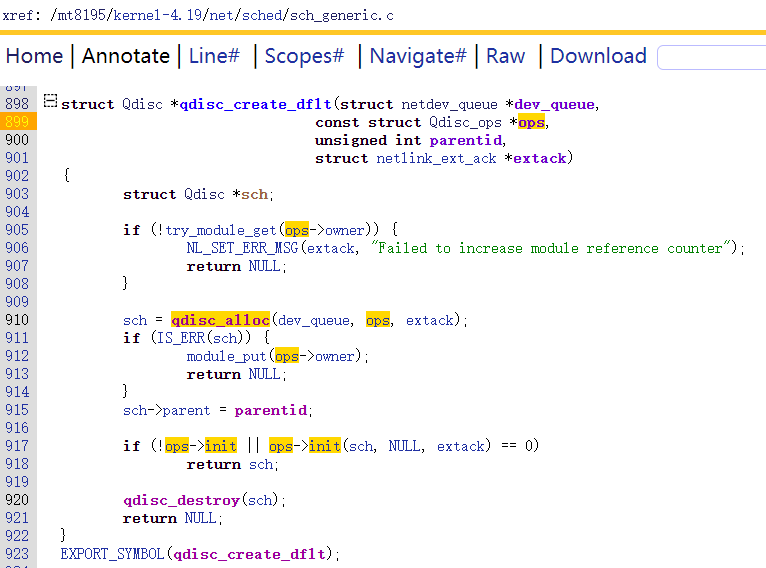 xref: /mt8195/kernel-4.19/net/sched/sch_generic.c
Home | Annotate | Line# | Scopes# | Navigate# | Raw | Download
897
898 struct Qdisc *qdisc_create_dflt(struct netdev_queue *dev_queue,
899 const struct Qdisc_ops *ops,
900 unsigned int parentid,
901 struct netlink_ext_ack *extack)
902 {
903 struct Qdisc *sch;
904
905 if (!try_module_get(ops->owner)) {
906 NL_SET_ERR_MSG(extack, "Failed to increase module reference counter");
907 return NULL;
908 }
909
910 sch = qdisc_alloc(dev_queue, ops, extack);
911 if (IS_ERR(sch)) {
912 module_put(ops->owner);
913 return NULL;
914 }
915 sch->parent = parentid;
916
917 if (!ops->init || ops->init(sch, NULL, extack) == 0)
918 return sch;
919
920 qdisc_destroy(sch);
921 return NULL;
922 }
923 EXPORT_SYMBOL(qdisc_create_dflt);